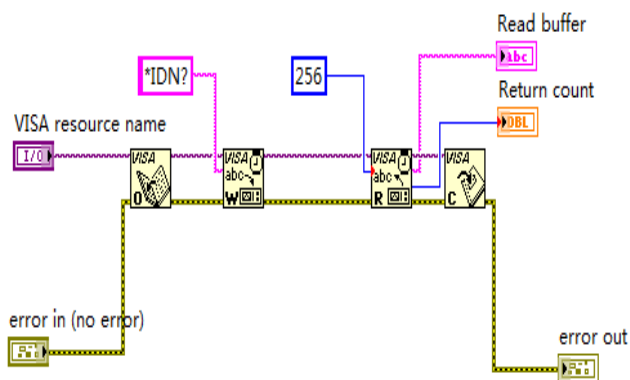 Read buffer
abc
*IDN?
256
Return count
DBL
VISA resource name
I/O
VISA
O
VISA
abc
W
VISA
abc
R
VISA
C
error in (no error)
error out